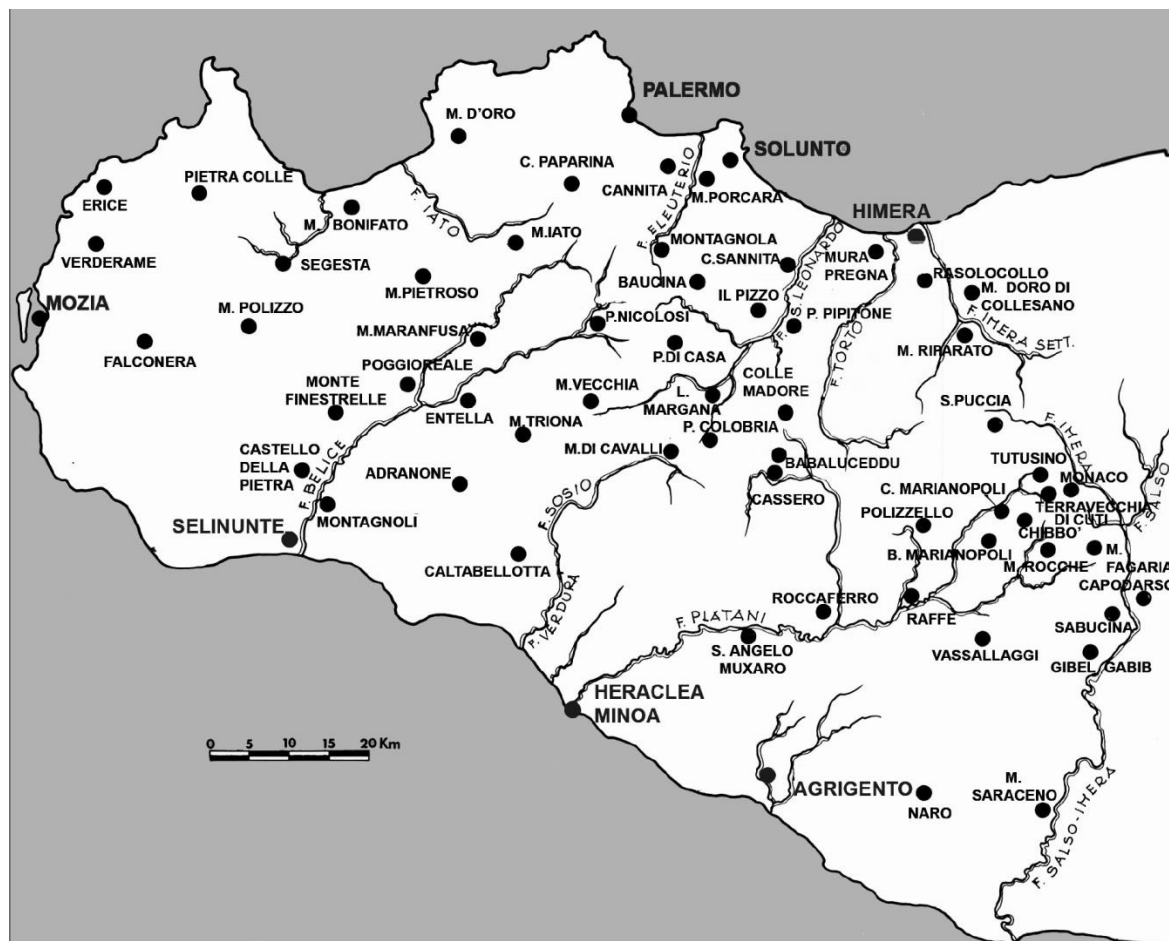 PALERMO
M. D'ORO
SOLUNTO
C. PAPARINA
PIETRA COLLE
CANNITA
F. ELEUTERIO
M.PORCARA
ERICE
F. IATO
HIMERA
M. BONIFATO
M.IATO
MONTAGNOLA
C.SANNITA
F. S. LEONARDO
MURA
PREGNA
VERDERAME
SEGESTA
BAUCINA
RASOLOCOLLO
M. DORO DI
COLLESANO
M.PIETROSO
IL PIZZO
MOZIA
M. POLIZZO
P.NICOLOSI
P. PIPITONE
F. TORTO
F. IMERA SETT.
M.MARANFUSA
M. RIPARATO
FALCONERA
P.DI CASA
POGGIOREALE
MONTE
FINESTRELLE
M.VECCHIA
COLLE
MADORE
ENTELLA
L.
MARGANA
S.PUCCIA
M.TRIONA
P. COLOBRIA
F. IMERA
M.DI CAVALLI
CASTELLO
DELLA
PIETRA
BABALUCEDDU
TUTUSINO
F. SALSO
ADRANONE
CASSERO
MONACO
C. MARIANOPOLI
F. BELICE
F. SOSIO
TERRAVECCHIA
DI CUTI
POLIZZELLO
MONTAGNOLI
SELINUNTE
CHIBBO'
B. MARIANOPOLI
M. ROCCHE
M.
FAGARIA
CALTABELLOTTA
CAPODARSO
ROCCAFERRO
RAFFE
F. VERDURA
F. PLATANI
SABUCINA
S. ANGELO
MUXARO
VASSALLAGGI
GIBEL GABIB
HERACLEA
MINOA
0 5 10 15 20 Km
AGRIGENTO
NARO
M.
SARACENO
F. SALSO-IMERA